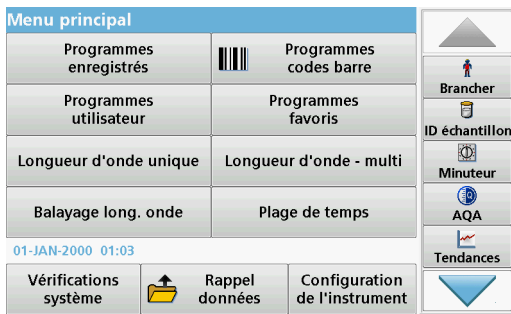 Menu principal
Programmes
enregistrés
Programmes
codes barre
Programmes
utilisateur
Programmes
favoris
Longueur d'onde unique
Longueur d'onde - multi
Balayage long. onde
Plage de temps
01-JAN-2000 01:03
Vérifications
système
Rappel
données
Configuration
de l'instrument
Brancher
ID échantillon
Minuteur
AQA
Tendances